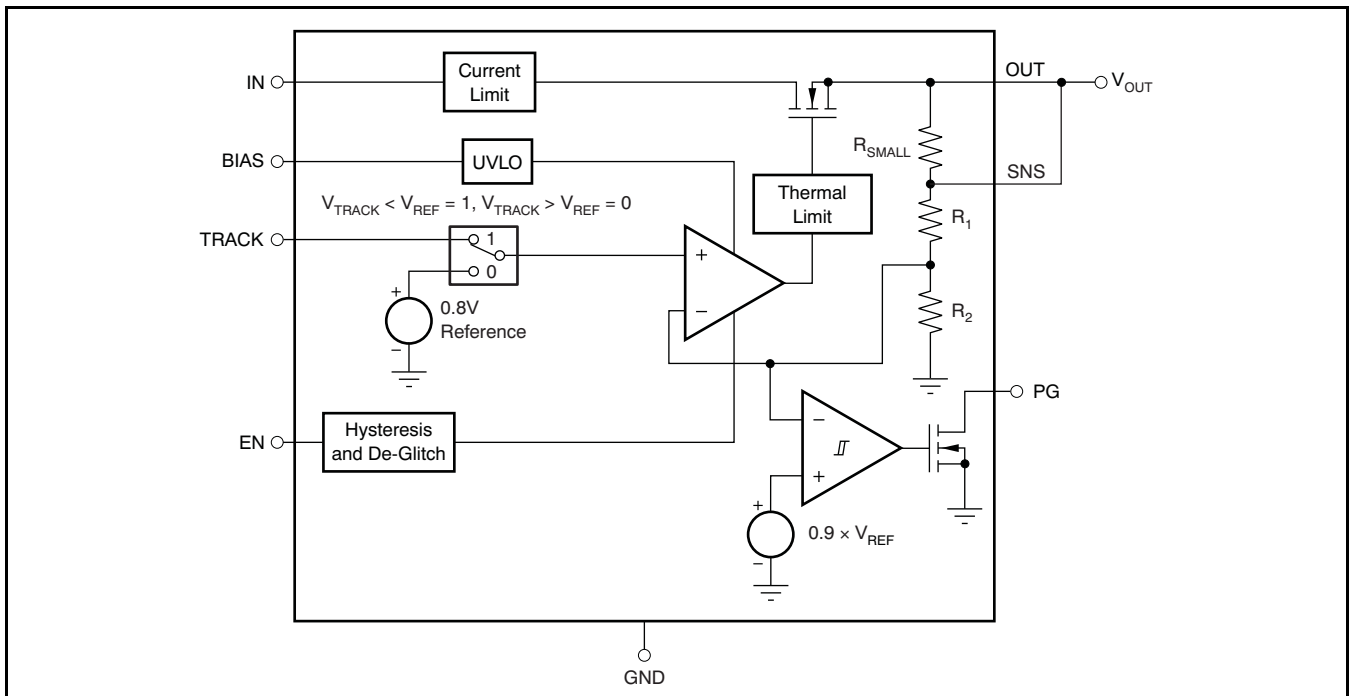 IN
Current
Limit
OUT
V_OUT
R_SMALL
BIAS
UVLO
SNS
Thermal
Limit
V_TRACK < V_REF = 1, V_TRACK > V_REF = 0
R_1
TRACK
1
0
+
−
+
0.8V
Reference
−
R_2
PG
EN
Hysteresis
and De-Glitch
−
+
+
0.9 × V_REF
−
GND